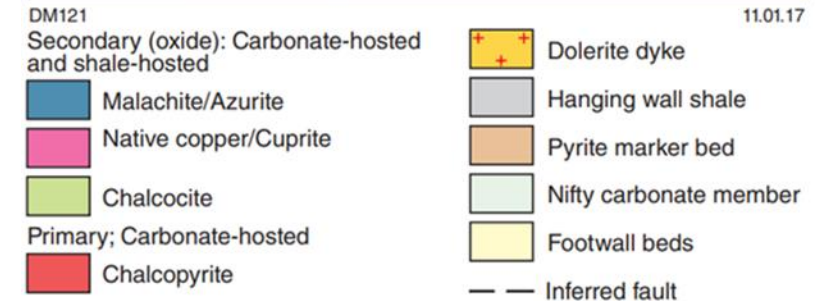 DM121
11.01.17
Secondary (oxide): Carbonate-hosted
and shale-hosted
Malachite/Azurite
Native copper/Cuprite
Chalcocite
Primary; Carbonate-hosted
Chalcopyrite
Dolerite dyke
Hanging wall shale
Pyrite marker bed
Nifty carbonate member
Footwall beds
Inferred fault